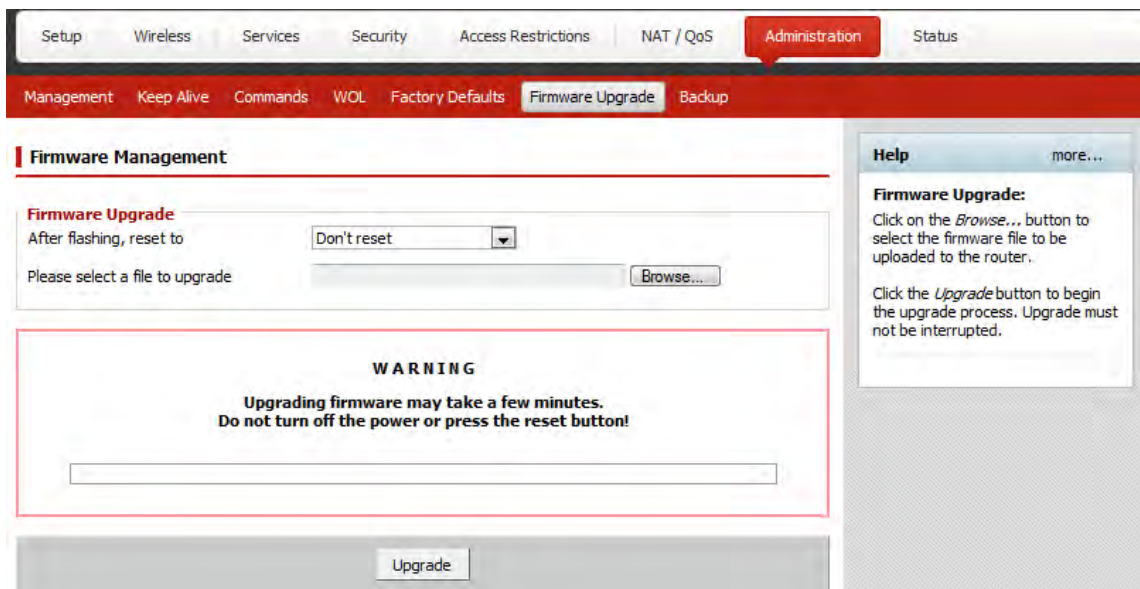 Setup Wireless Services Security Access Restrictions NAT / QoS Administration Status
Management Keep Alive Commands WOL Factory Defaults Firmware Upgrade Backup
Firmware Management
Firmware Upgrade
After flashing, reset to Don't reset
Please select a file to upgrade Browse...
WARNING
Upgrading firmware may take a few minutes.
Do not turn off the power or press the reset button!
Upgrade
Help more...
Firmware Upgrade:
Click on the Browse... button to
select the firmware file to be
uploaded to the router.
Click the Upgrade button to begin
the upgrade process. Upgrade must
not be interrupted.